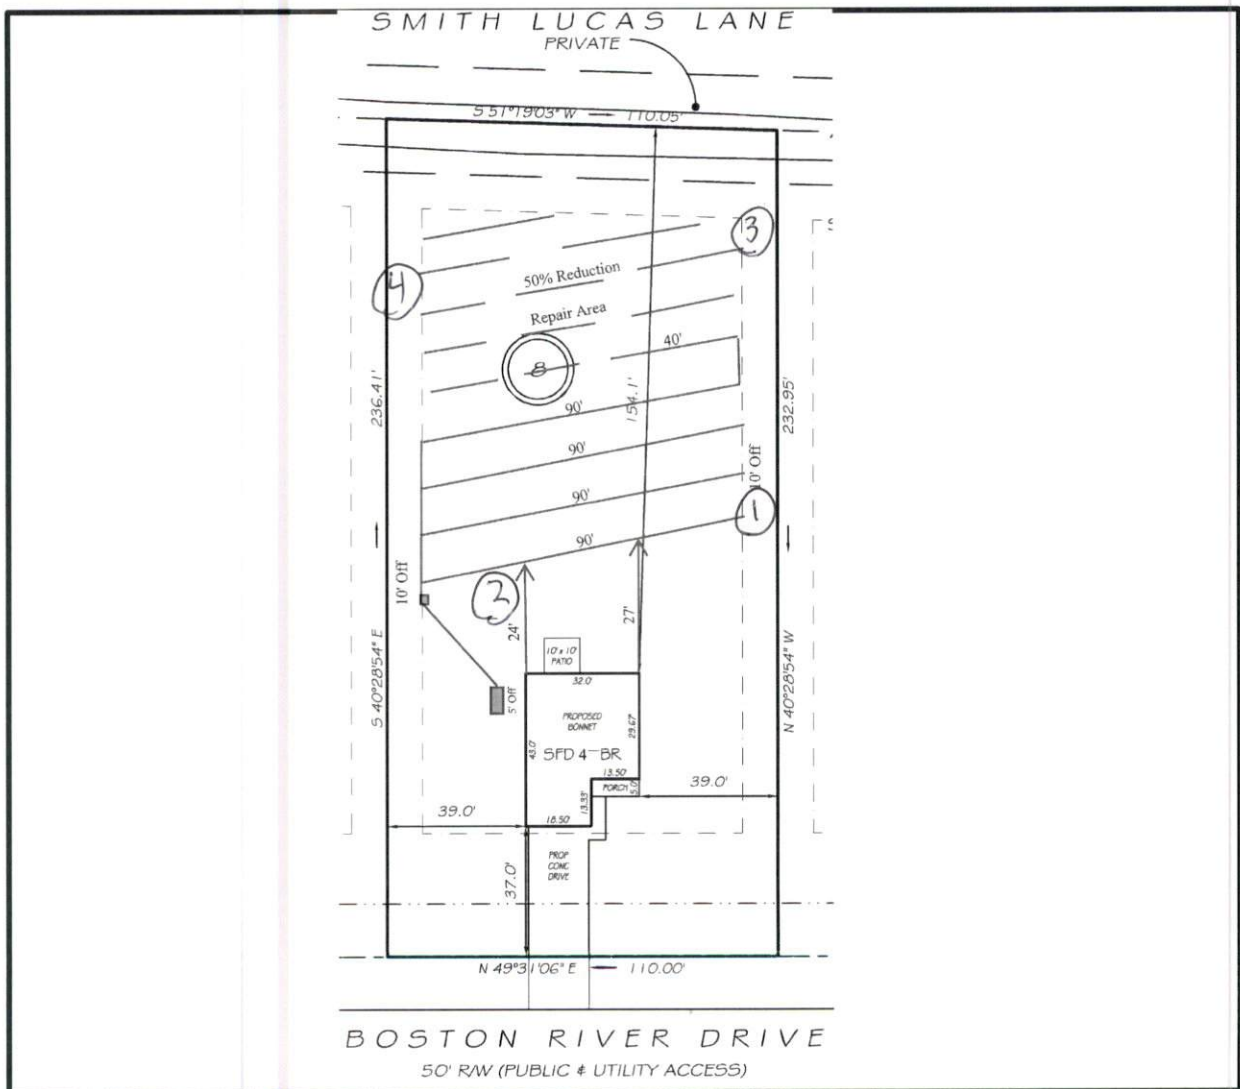 SMITH LUCAS LANE
PRIVATE
S 51°19'03" W 110.05'
3
4
50% Reduction
Repair Area
40'
8
236.41'
154.1'
232.95'
90'
90'
90'
90'
10' Off
1
10' Off
2
24'
27'
10' x 10'
PATIO
32.0
S 40°28'54" E
N 40°28'54" W
5' Off
PROPOSED
BONNET
29.67
43.0'
SFD 4-BR
13.50'
PORCH
5.0'
13.33'
39.0'
39.0'
18.50'
PROP
CONC
DRIVE
37.0'
N 49°31'06" E 110.00'
BOSTON RIVER DRIVE
50' R/W (PUBLIC & UTILITY ACCESS)